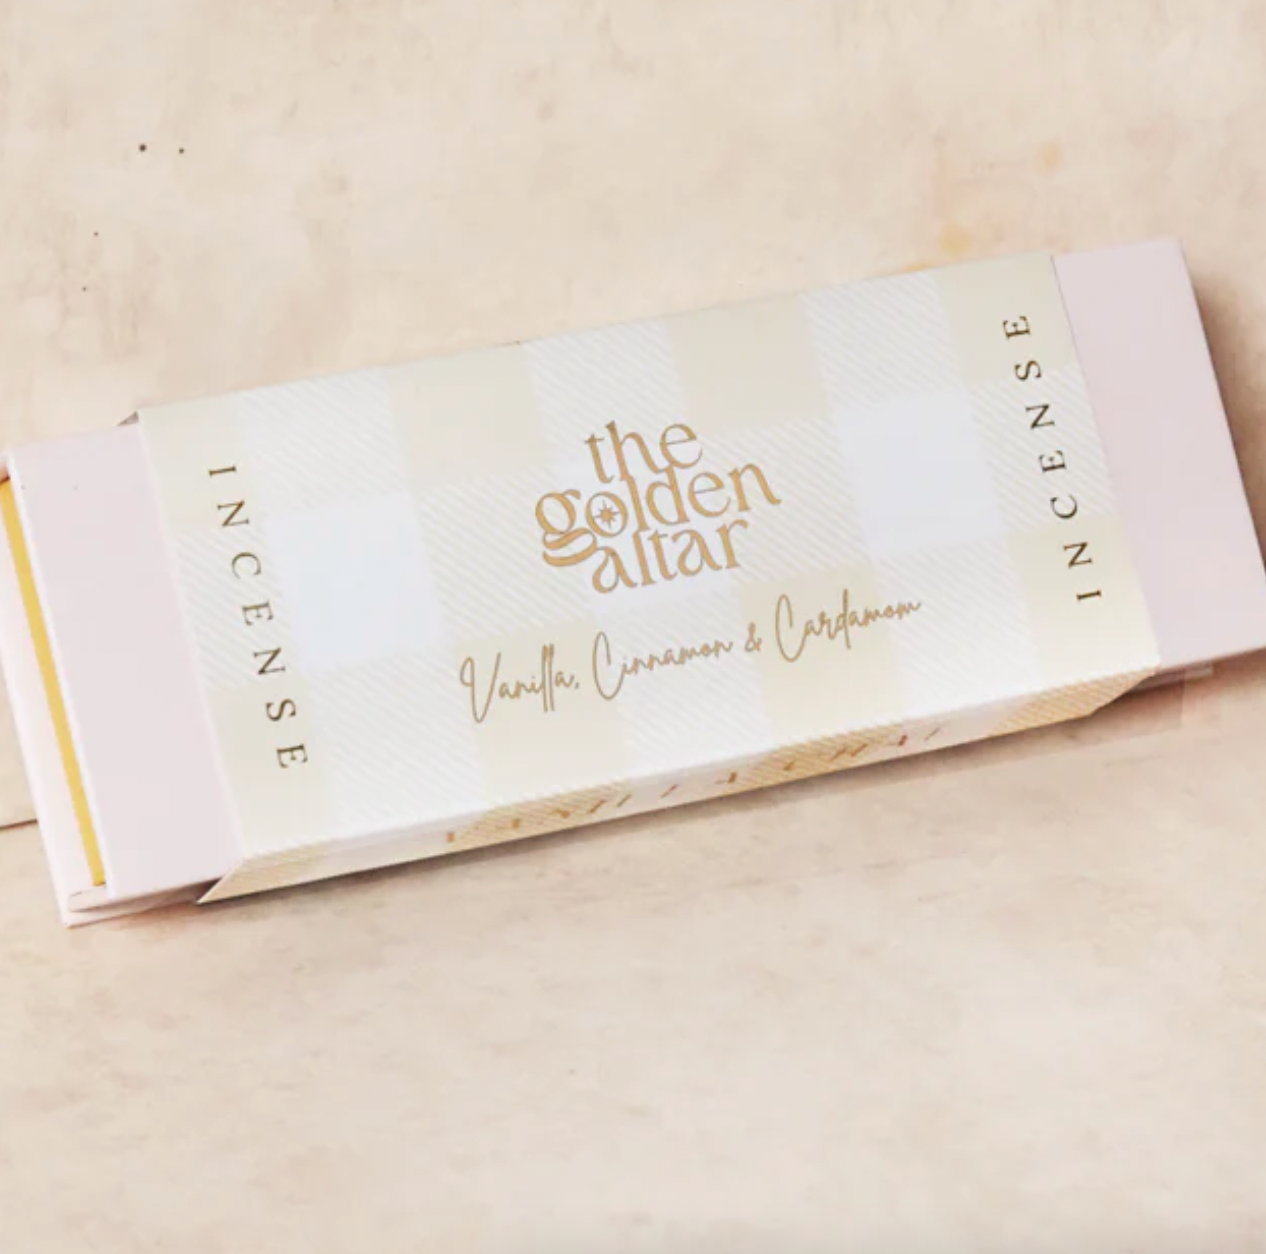 INCENSE
the
golden
altar
Vanilla, Cinnamon & Cardamom
INCENSE